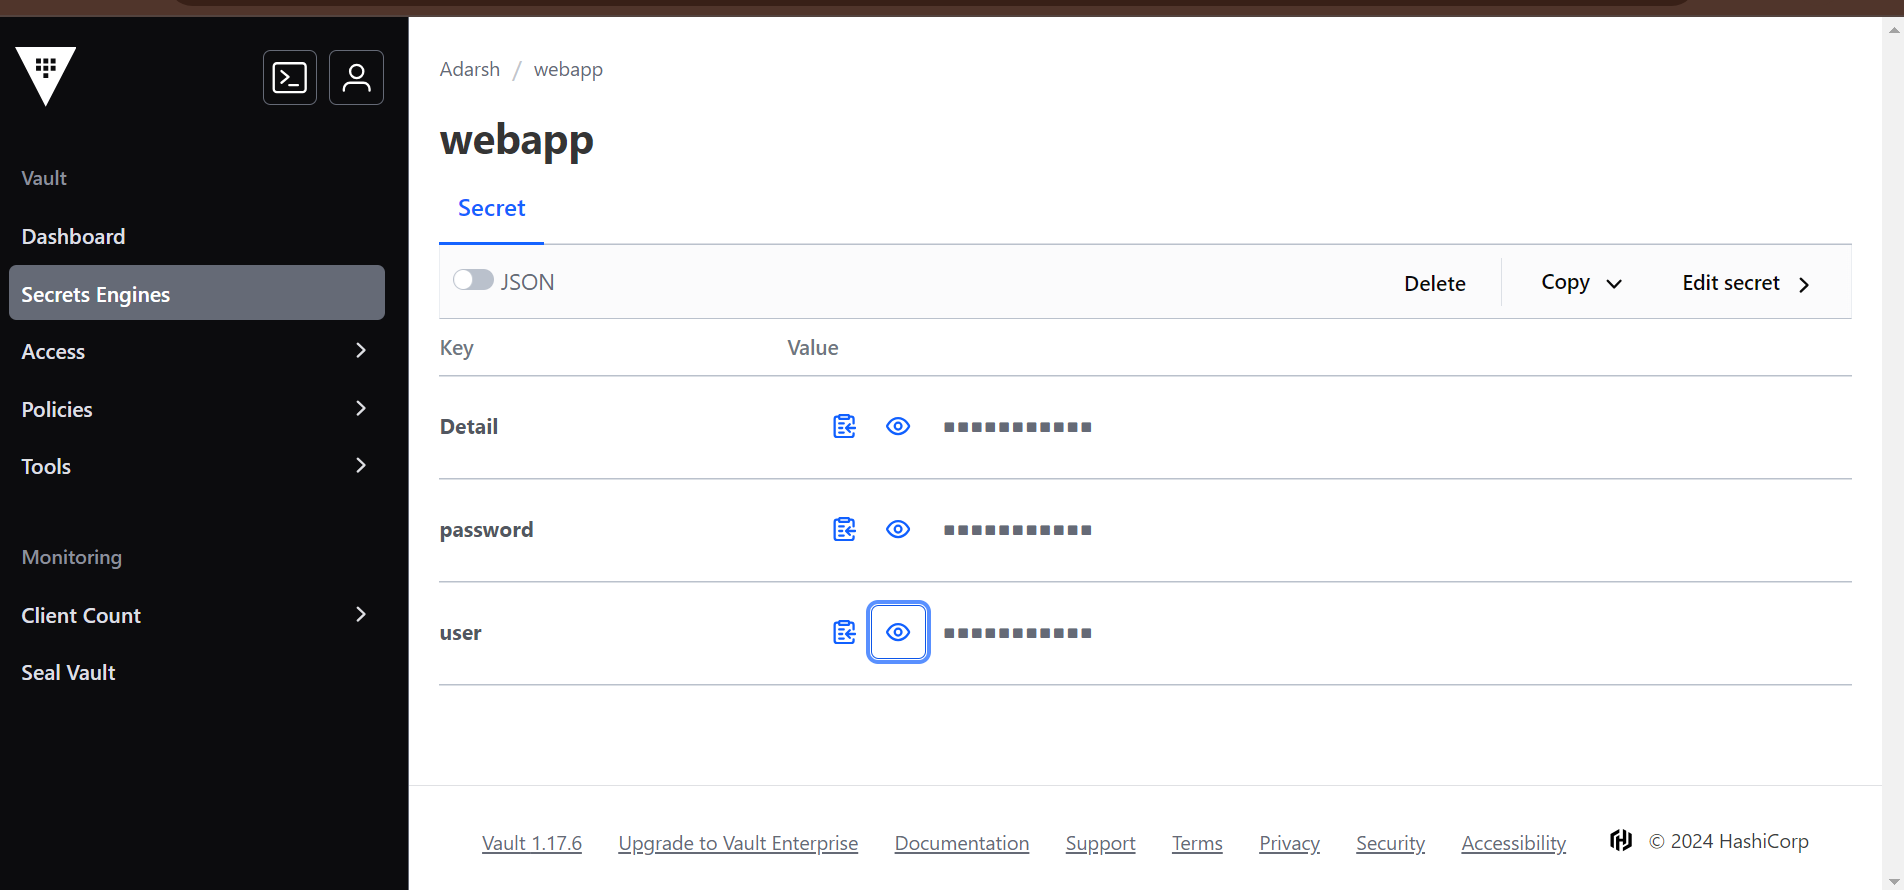 Vault
Dashboard
Secrets Engines
Access
Policies
Tools
Monitoring
Client Count
Seal Vault
Adarsh / webapp
webapp
Secret
JSON
Delete
Copy
Edit secret
Key Value
Detail
password
user
Vault 1.17.6 Upgrade to Vault Enterprise Documentation Support Terms Privacy Security Accessibility © 2024 HashiCorp